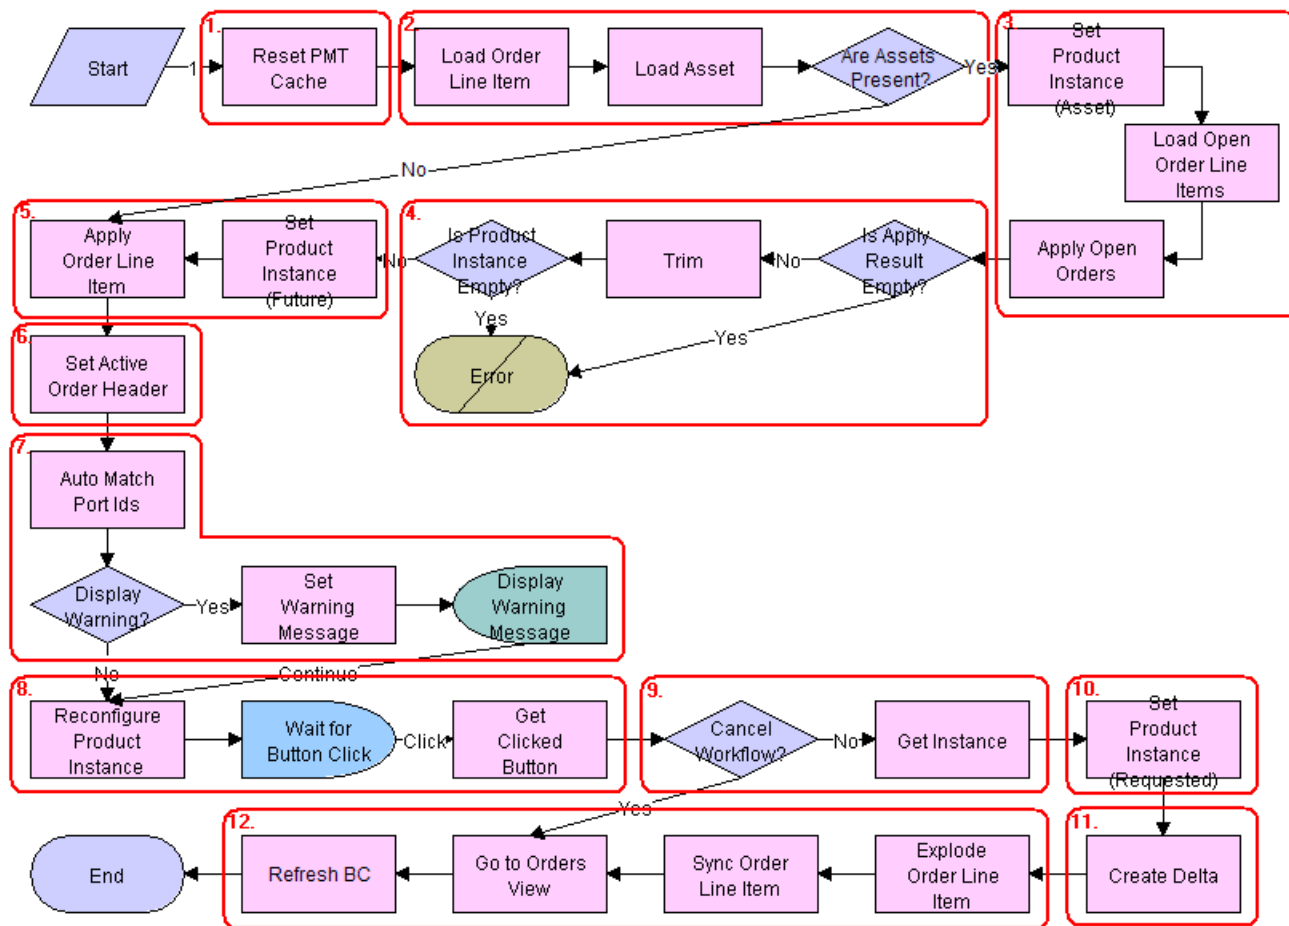 Start
1
1.
Reset PMT
Cache
2.
Load Order
Line Item
Load Asset
Are Assets
Present?
Yes
3.
Set
Product
Instance
(Asset)
Load Open
Order Line
Items
No
5.
Apply
Order Line
Item
Set
Product
Instance
(Future)
No
4.
Is Product
Instance
Empty?
Trim
No
Is Apply
Result
Empty?
Apply Open
Orders
Yes
Yes
Error
6.
Set Active
Order Header
7.
Auto Match
Port Ids
Display
Warning?
Yes
Set
Warning
Message
Display
Warning
Message
No
Continue
8.
Reconfigure
Product
Instance
Wait for
Button Click
Click
Get
Clicked
Button
9.
Cancel
Workflow?
No
Get Instance
10.
Set
Product
Instance
(Requested)
Yes
12.
End
Refresh BC
Go to Orders
View
Sync Order
Line Item
Explode
Order Line
Item
11.
Create Delta